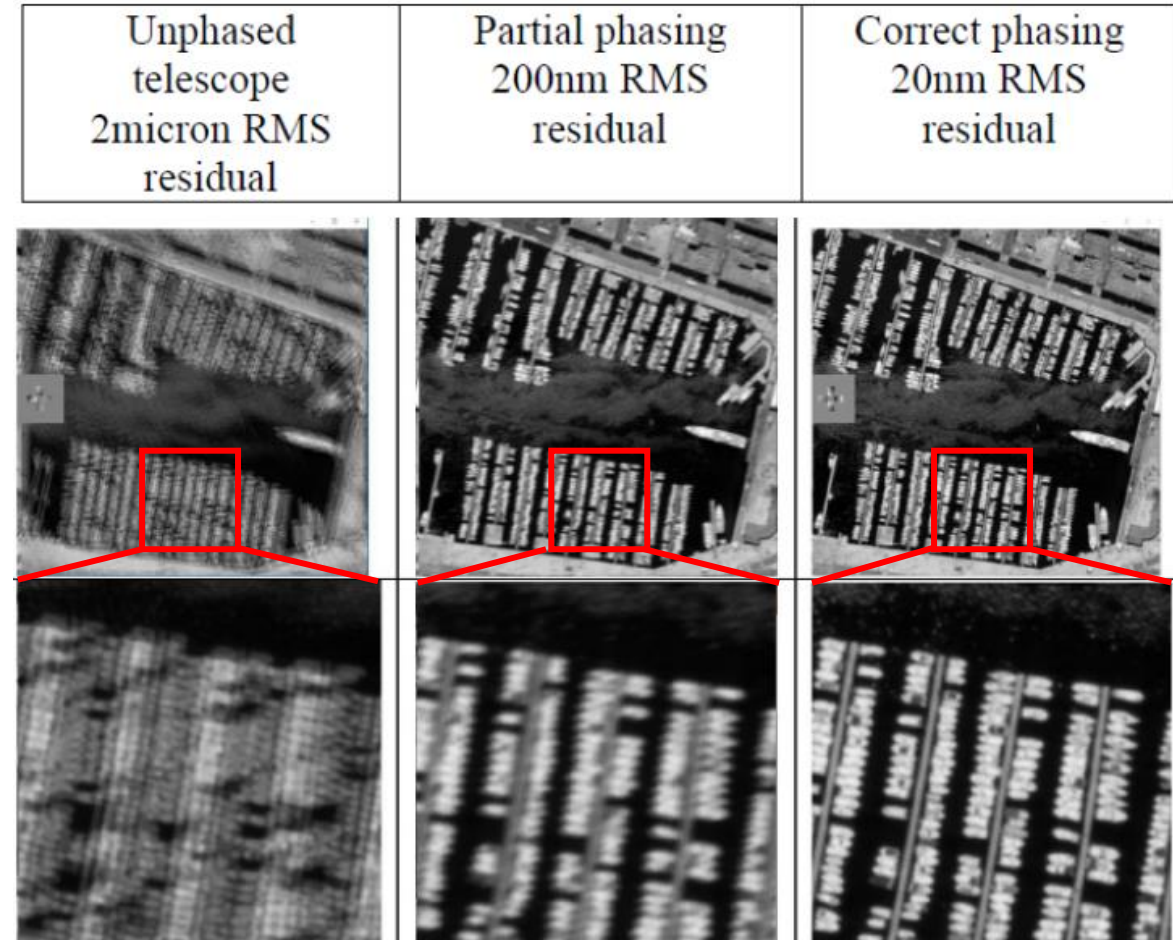 Unphased
telescope
2micron RMS
residual
Partial phasing
200nm RMS
residual
Correct phasing
20nm RMS
residual